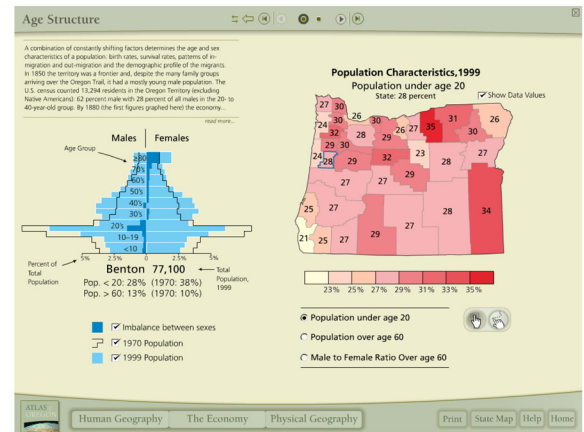 Age Structure
A combination of constantly shifting factors determines the age and sex
characteristics of a population: birth rates, survival rates, patterns of in-
migration and out-migration and the demographic profile of the migrants.
In 1850 the territory was a frontier and, despite the many family groups
arriving over the Oregon Trail, it had a mostly young male population. The
U.S. census counted 13,294 residents in the Oregon Territory (excluding
Native Americans): 62 percent male with 28 percent of all males in the 20- to
40-year-old group. By 1880 (the first figures graphed here) the economy...
read more...
Males Females
Age Group
≥80
70's
60's
50's
40's
30's
20's
10–19
<10
5% 2.5% 0 2.5% 5%
Percent of
Total
Population
Benton 77,100
Total
Population,
1999
Pop. < 20: 28% (1970: 38%)
Pop. > 60: 13% (1970: 10%)
Imbalance between sexes
1970 Population
1999 Population
Population Characteristics,1999
Population under age 20
State: 28 percent
Show Data Values
27 30 26 30 26 27 35 31 26
24 30 32 28 29 30
29 30 32 23 28 27
24 28 29 29
27 27
25 27 28 34
21 25 27 29 27
23% 25% 27% 29% 31% 33% 35%
Population under age 20
Population over age 60
Male to Female Ratio Over age 60
ATLAS
OREGON
Human Geography The Economy Physical Geography
Print State Map Help Home